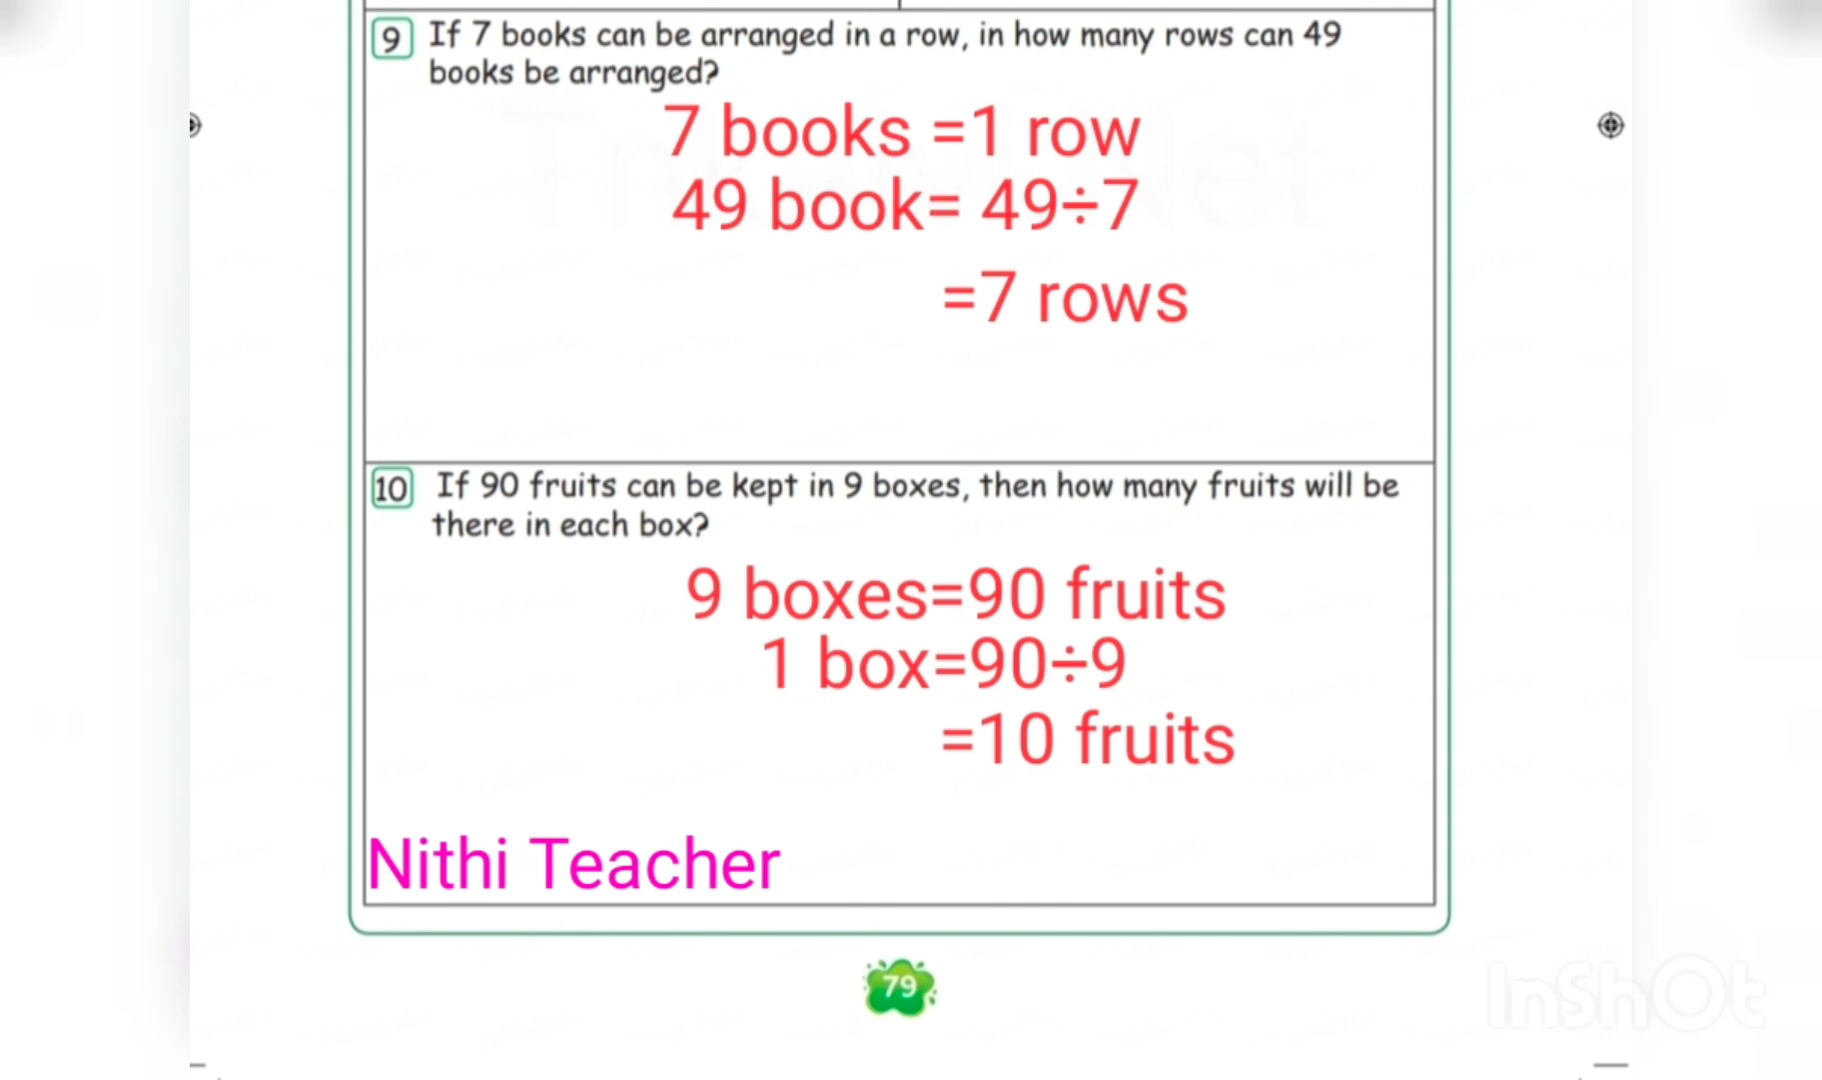 9 If 7 books can be arranged in a row, in how many rows can 49
books be arranged?
7 books =1 row
49 book= 49÷7
=7 rows
10 If 90 fruits can be kept in 9 boxes, then how many fruits will be
there in each box?
9 boxes=90 fruits
1 box=90÷9
=10 fruits
Nithi Teacher
79
InShOt